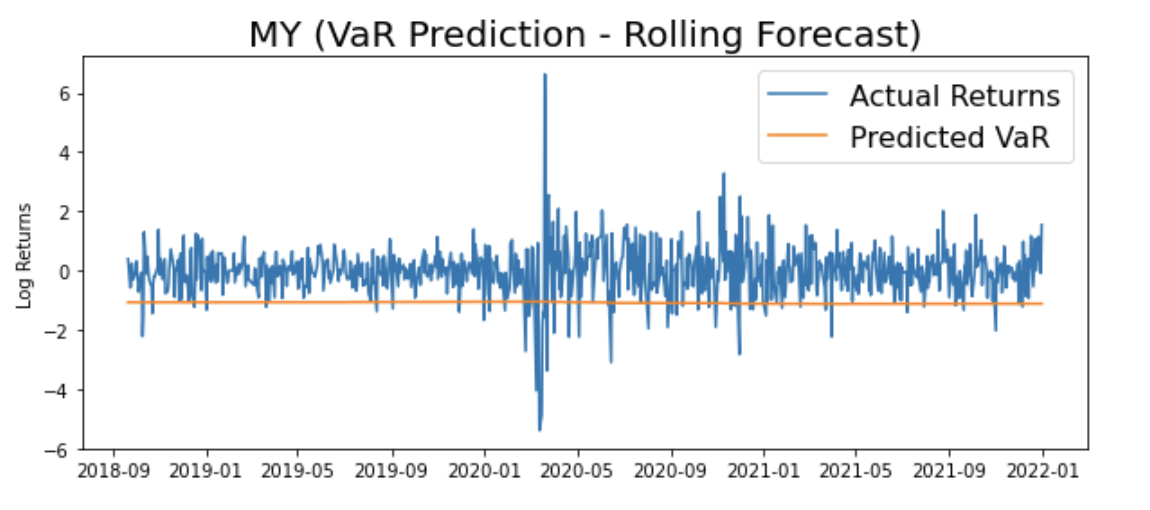 MY (VaR Prediction - Rolling Forecast)
Actual Returns
Predicted VaR
Log Returns
6
4
2
0
−2
−4
−6
2018-09 2019-01 2019-05 2019-09 2020-01 2020-05 2020-09 2021-01 2021-05 2021-09 2022-01